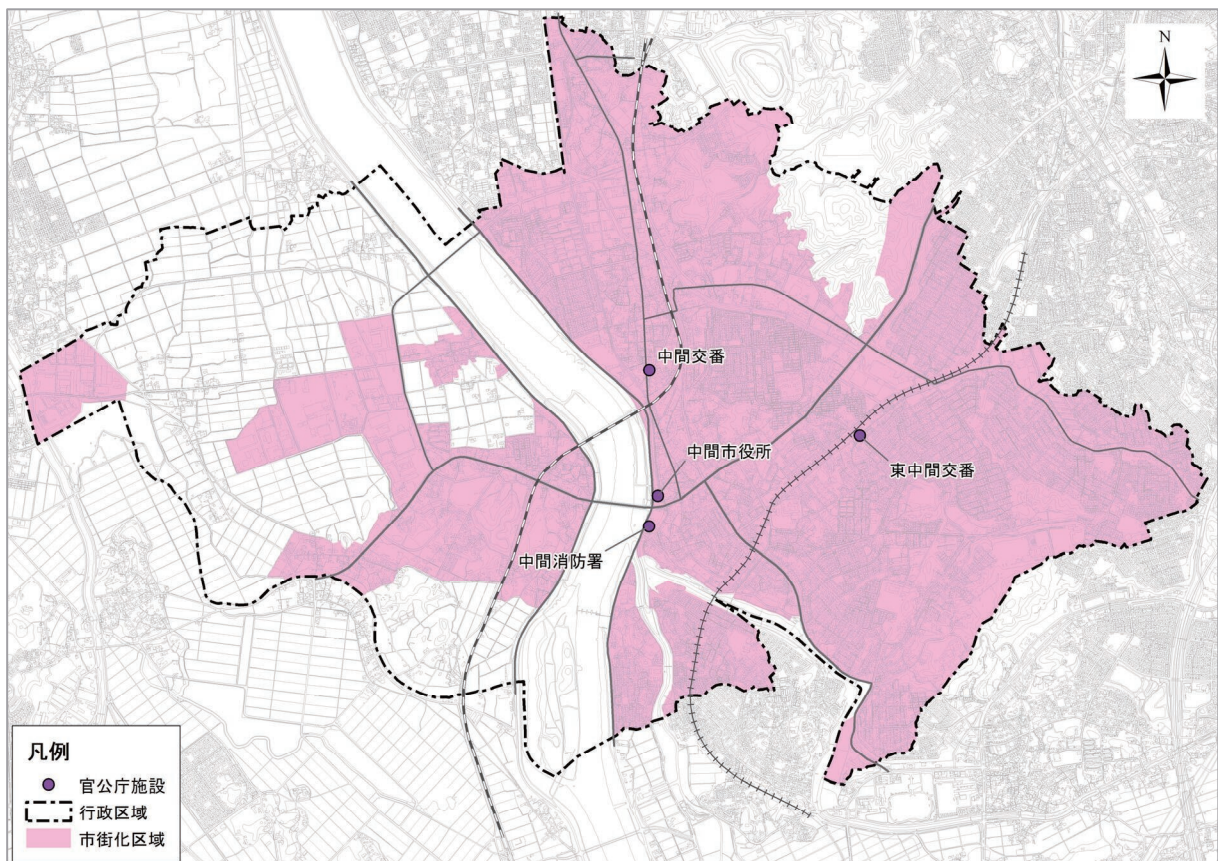 N
中間交番
中間市役所
東中間交番
中間消防署
凡例
官公庁施設
行政区域
市街化区域